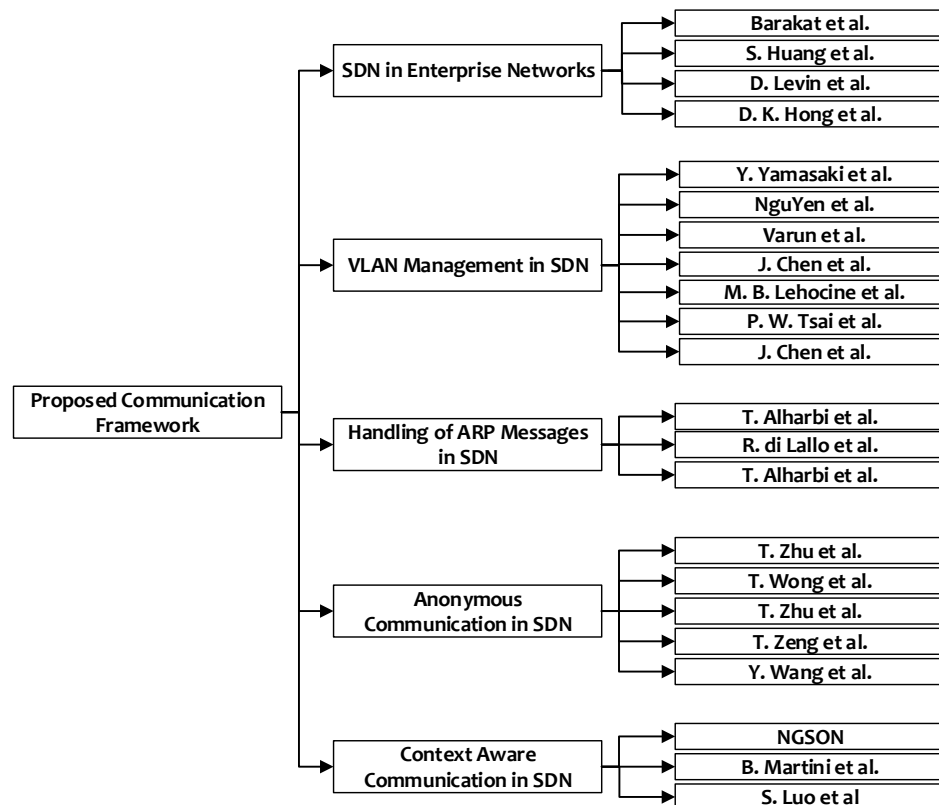 Proposed Communication
Framework
SDN in Enterprise Networks
Barakat et al.
S. Huang et al.
D. Levin et al.
D. K. Hong et al.
VLAN Management in SDN
Y. Yamasaki et al.
NguYen et al.
Varun et al.
J. Chen et al.
M. B. Lehocine et al.
P. W. Tsai et al.
J. Chen et al.
Handling of ARP Messages
in SDN
T. Alharbi et al.
R. di Lallo et al.
T. Alharbi et al.
Anonymous
Communication in SDN
T. Zhu et al.
T. Wong et al.
T. Zhu et al.
T. Zeng et al.
Y. Wang et al.
Context Aware
Communication in SDN
NGSON
B. Martini et al.
S. Luo et al